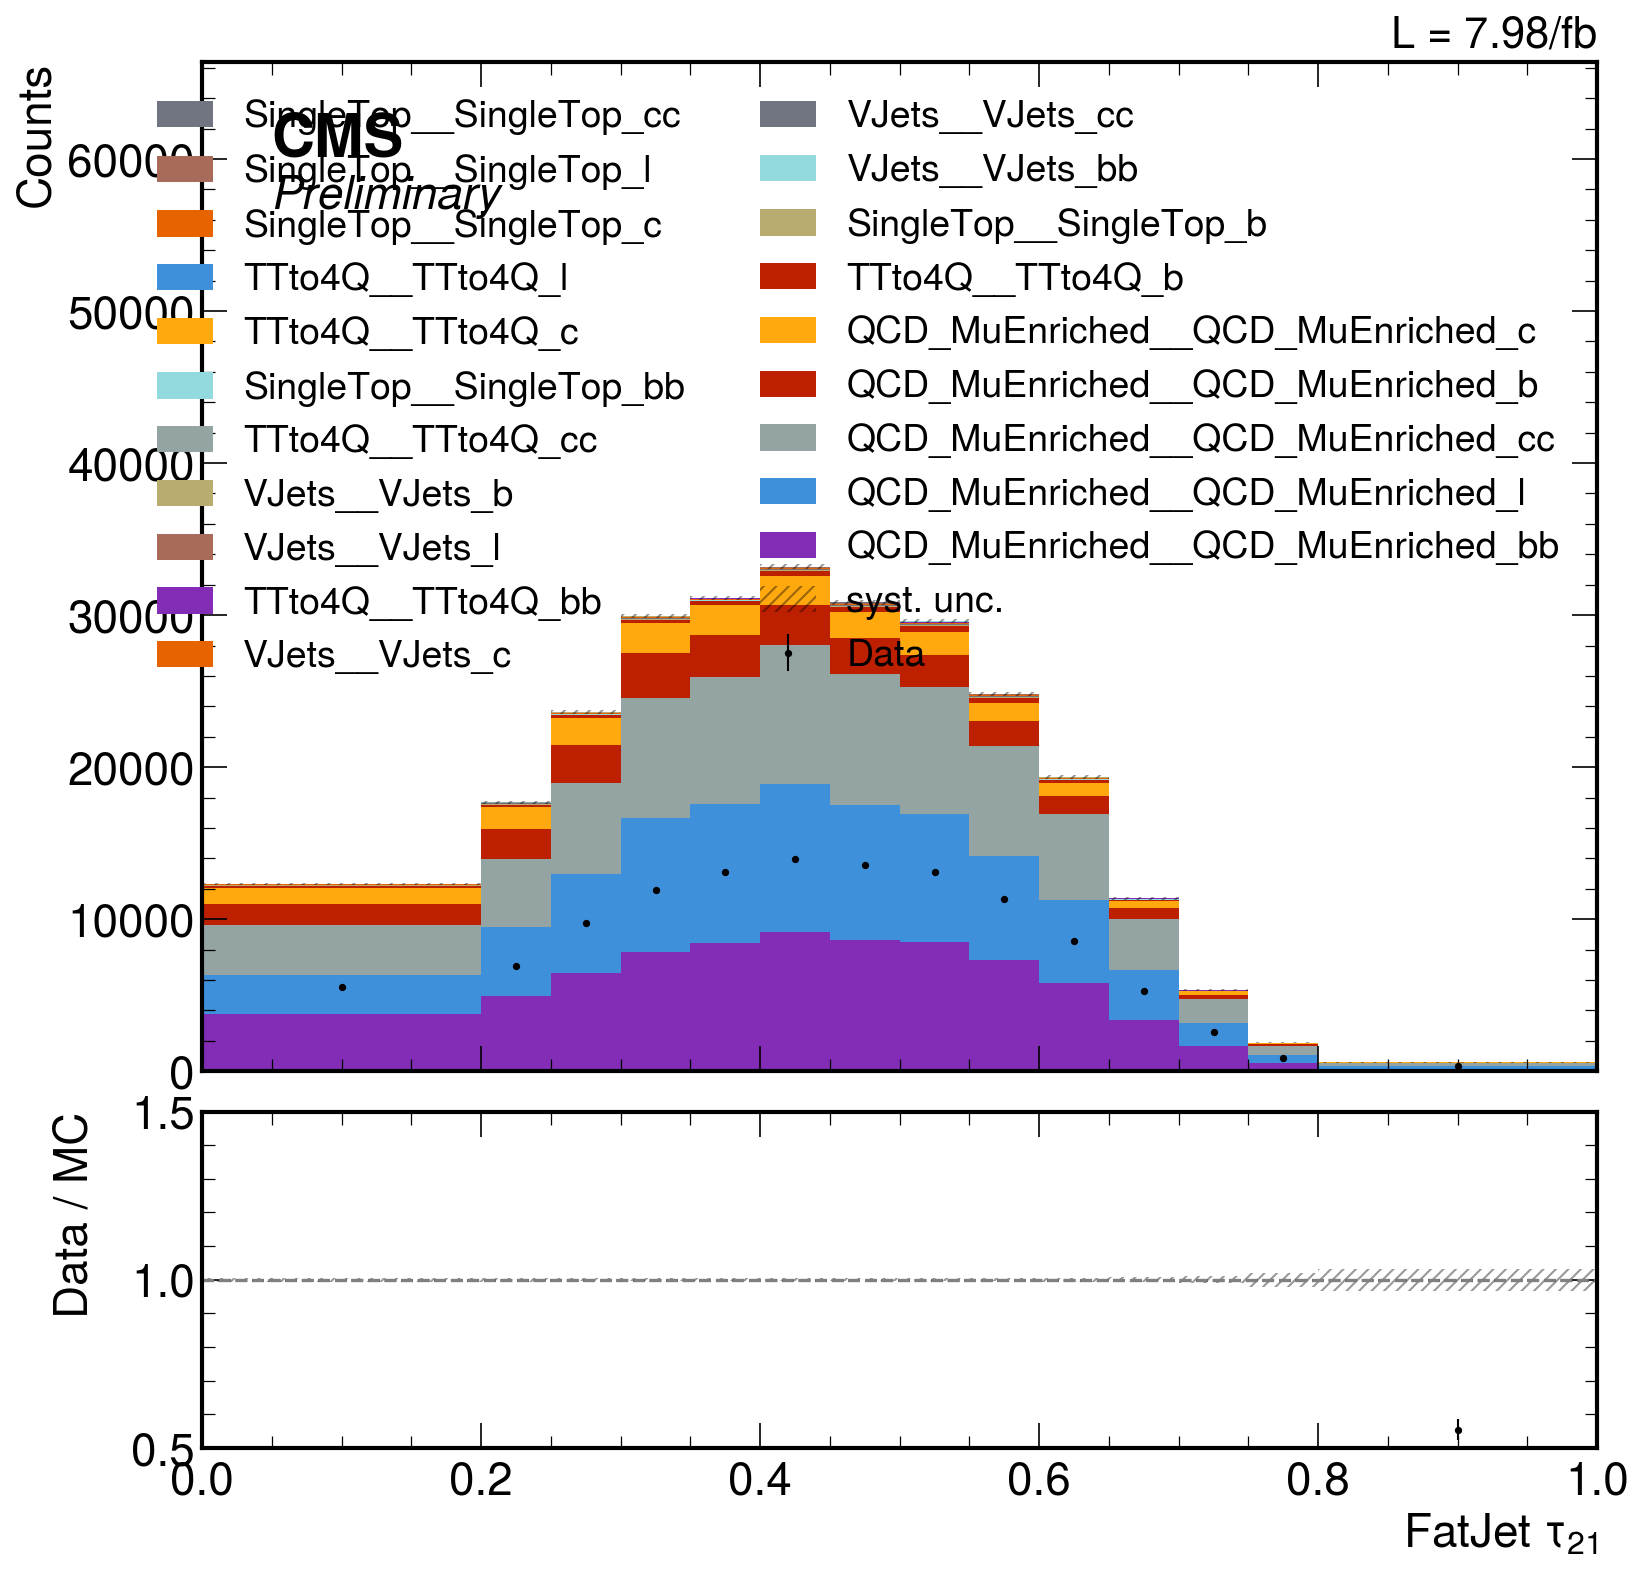 L = 7.98/fb
Counts
CMS
Preliminary
SingleTop__SingleTop_cc
SingleTop__SingleTop_l
SingleTop__SingleTop_c
TTto4Q__TTto4Q_l
TTto4Q__TTto4Q_c
SingleTop__SingleTop_bb
TTto4Q__TTto4Q_cc
VJets__VJets_b
VJets__VJets_l
TTto4Q__TTto4Q_bb
VJets__VJets_c
VJets__VJets_cc
VJets__VJets_bb
SingleTop__SingleTop_b
TTto4Q__TTto4Q_b
QCD_MuEnriched__QCD_MuEnriched_c
QCD_MuEnriched__QCD_MuEnriched_b
QCD_MuEnriched__QCD_MuEnriched_cc
QCD_MuEnriched__QCD_MuEnriched_l
QCD_MuEnriched__QCD_MuEnriched_bb
syst. unc.
Data
60000
50000
40000
30000
20000
10000
0
Data / MC
1.5
1.0
0.5
0.0 0.2 0.4 0.6 0.8 1.0
FatJet τ₂₁